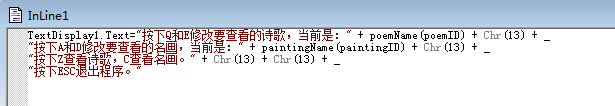 InLine1
TextDisplay1.Text="按下Q和E修改要查看的诗歌，当前是：" + poemName(poemID) + Chr(13) + _
"按下A和D修改要查看的名画，当前是：" + paintingName(paintingID) + Chr(13) + _
"按下Z查看诗歌，C查看名画。" + Chr(13) + Chr(13) + _
"按下ESC退出程序。"